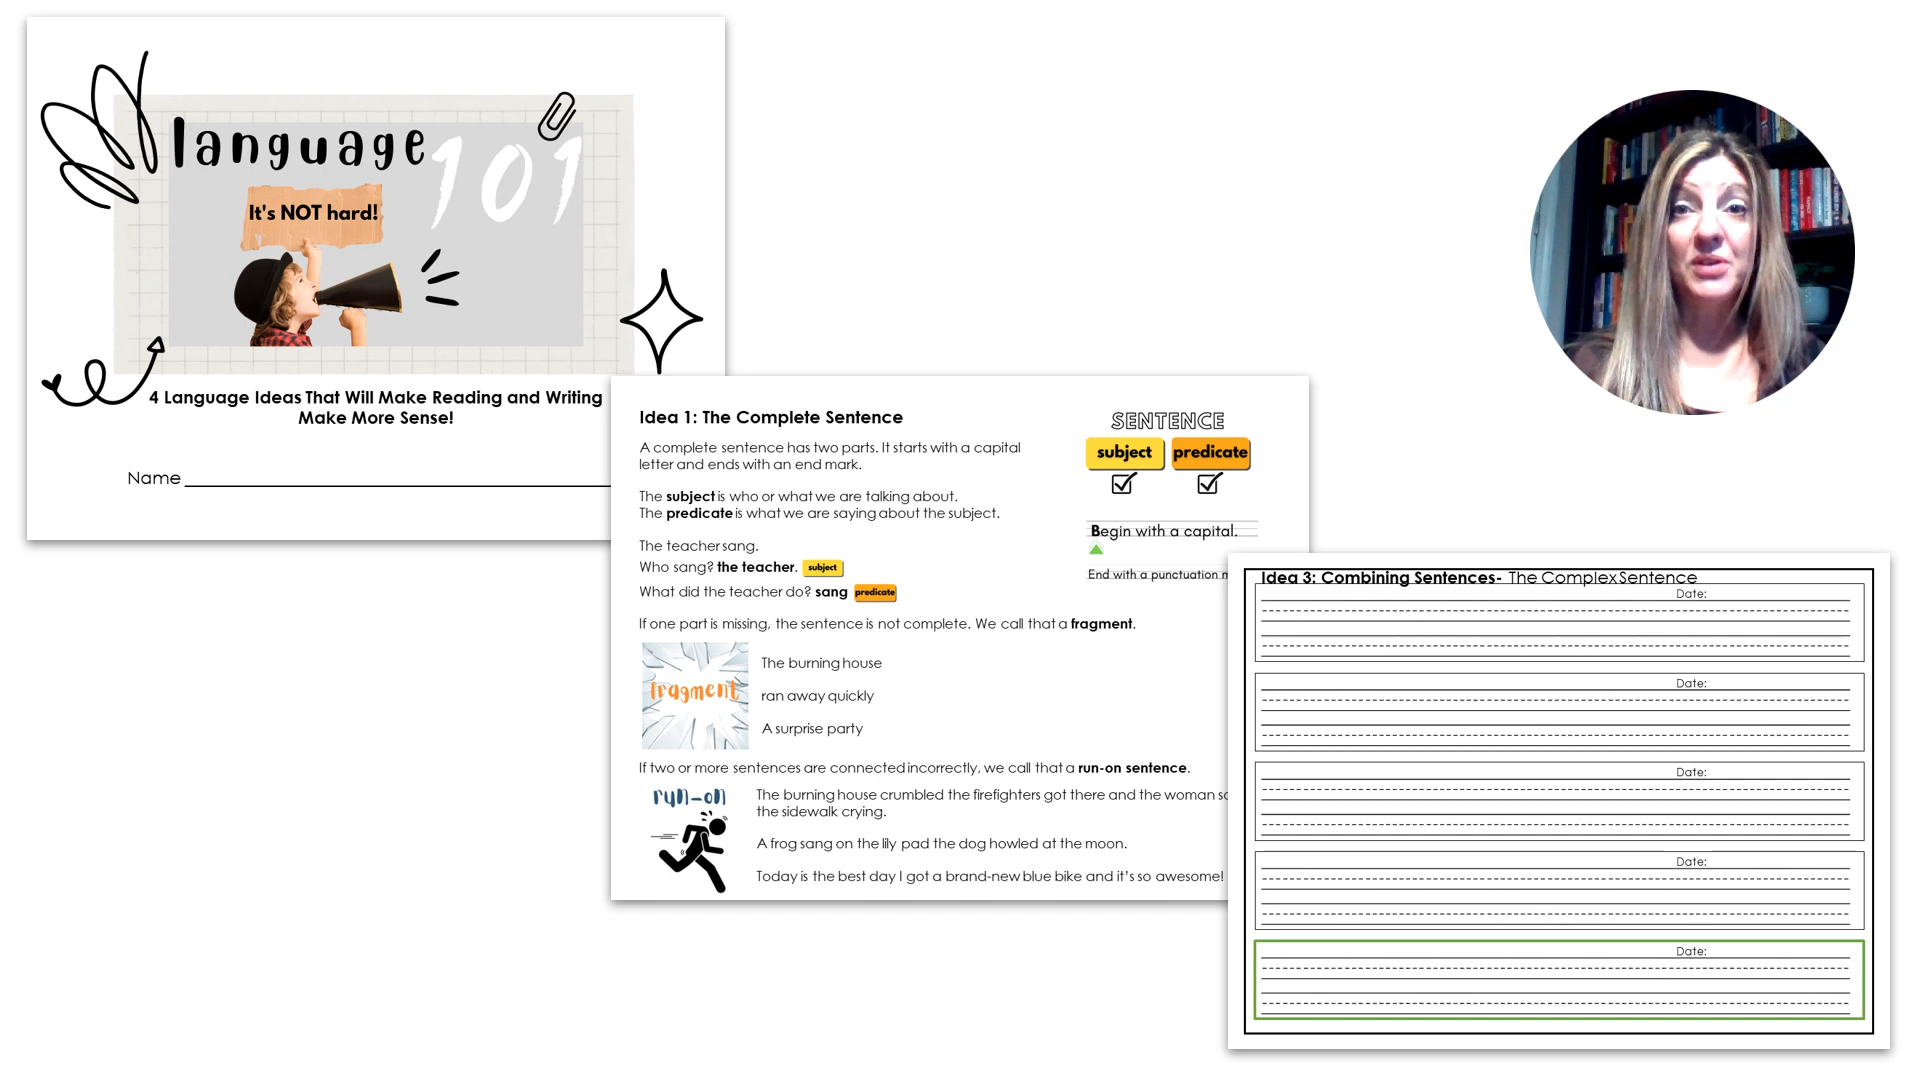 language 101
It's NOT hard!
4 Language Ideas That Will Make Reading and Writing
Make More Sense!
Name
Idea 1: The Complete Sentence
A complete sentence has two parts. It starts with a capital
letter and ends with an end mark.
The subject is who or what we are talking about.
The predicate is what we are saying about the subject.
The teacher sang.
Who sang? the teacher. subject
What did the teacher do? sang predicate
If one part is missing, the sentence is not complete. We call that a fragment.
fragment
The burning house
ran away quickly
A surprise party
If two or more sentences are connected incorrectly, we call that a run-on sentence.
run-on
The burning house crumbled the firefighters got there and the woman
the sidewalk crying.
A frog sang on the lily pad the dog howled at the moon.
Today is the best day I got a brand-new blue bike and it's so awesome!
SENTENCE
subject predicate
Begin with a capital.
End with a punctuation
Idea 3: Combining Sentences- The Complex Sentence
Date:
Date:
Date:
Date:
Date: